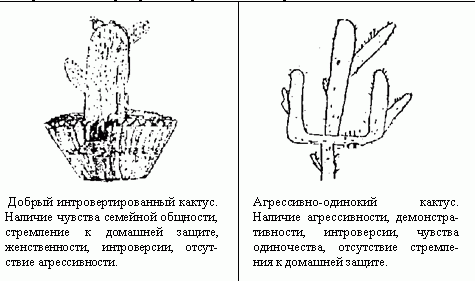 Добрый интровертированный кактус.
Наличие чувства семейной общности,
стремление к домашней защите,
женственности, интроверсии, отсут-
ствие агрессивности.
Агрессивно-одинокий кактус.
Наличие агрессивности, демонстра-
тивности, интроверсии, чувства
одиночества, отсутствие стремле-
ния к домашней защите.